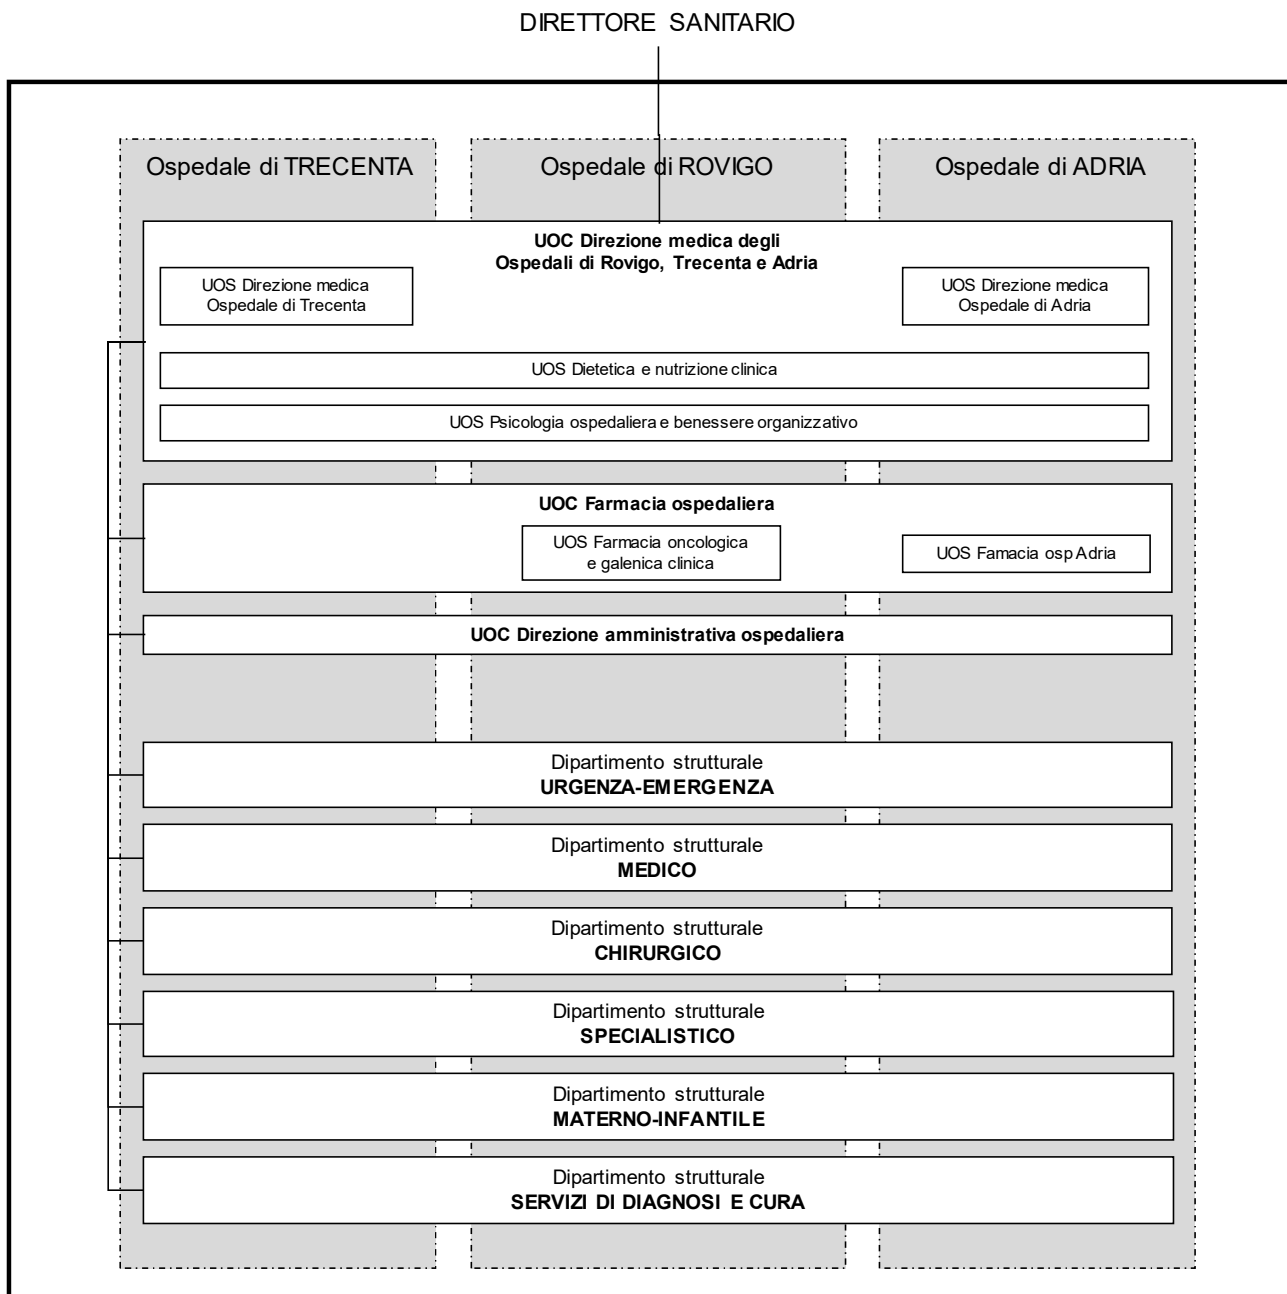 DIRETTORE SANITARIO
Ospedale di TRECENTA
Ospedale di ROVIGO
Ospedale di ADRIA
UOC Direzione medica degli
Ospedali di Rovigo, Trecenta e Adria
UOS Direzione medica
Ospedale di Trecenta
UOS Direzione medica
Ospedale di Adria
UOS Dietetica e nutrizione clinica
UOS Psicologia ospedaliera e benessere organizzativo
UOC Farmacia ospedaliera
UOS Farmacia oncologica
e galenica clinica
UOS Famacia osp Adria
UOC Direzione amministrativa ospedaliera
Dipartimento strutturale
URGENZA-EMERGENZA
Dipartimento strutturale
MEDICO
Dipartimento strutturale
CHIRURGICO
Dipartimento strutturale
SPECIALISTICO
Dipartimento strutturale
MATERNO-INFANTILE
Dipartimento strutturale
SERVIZI DI DIAGNOSI E CURA